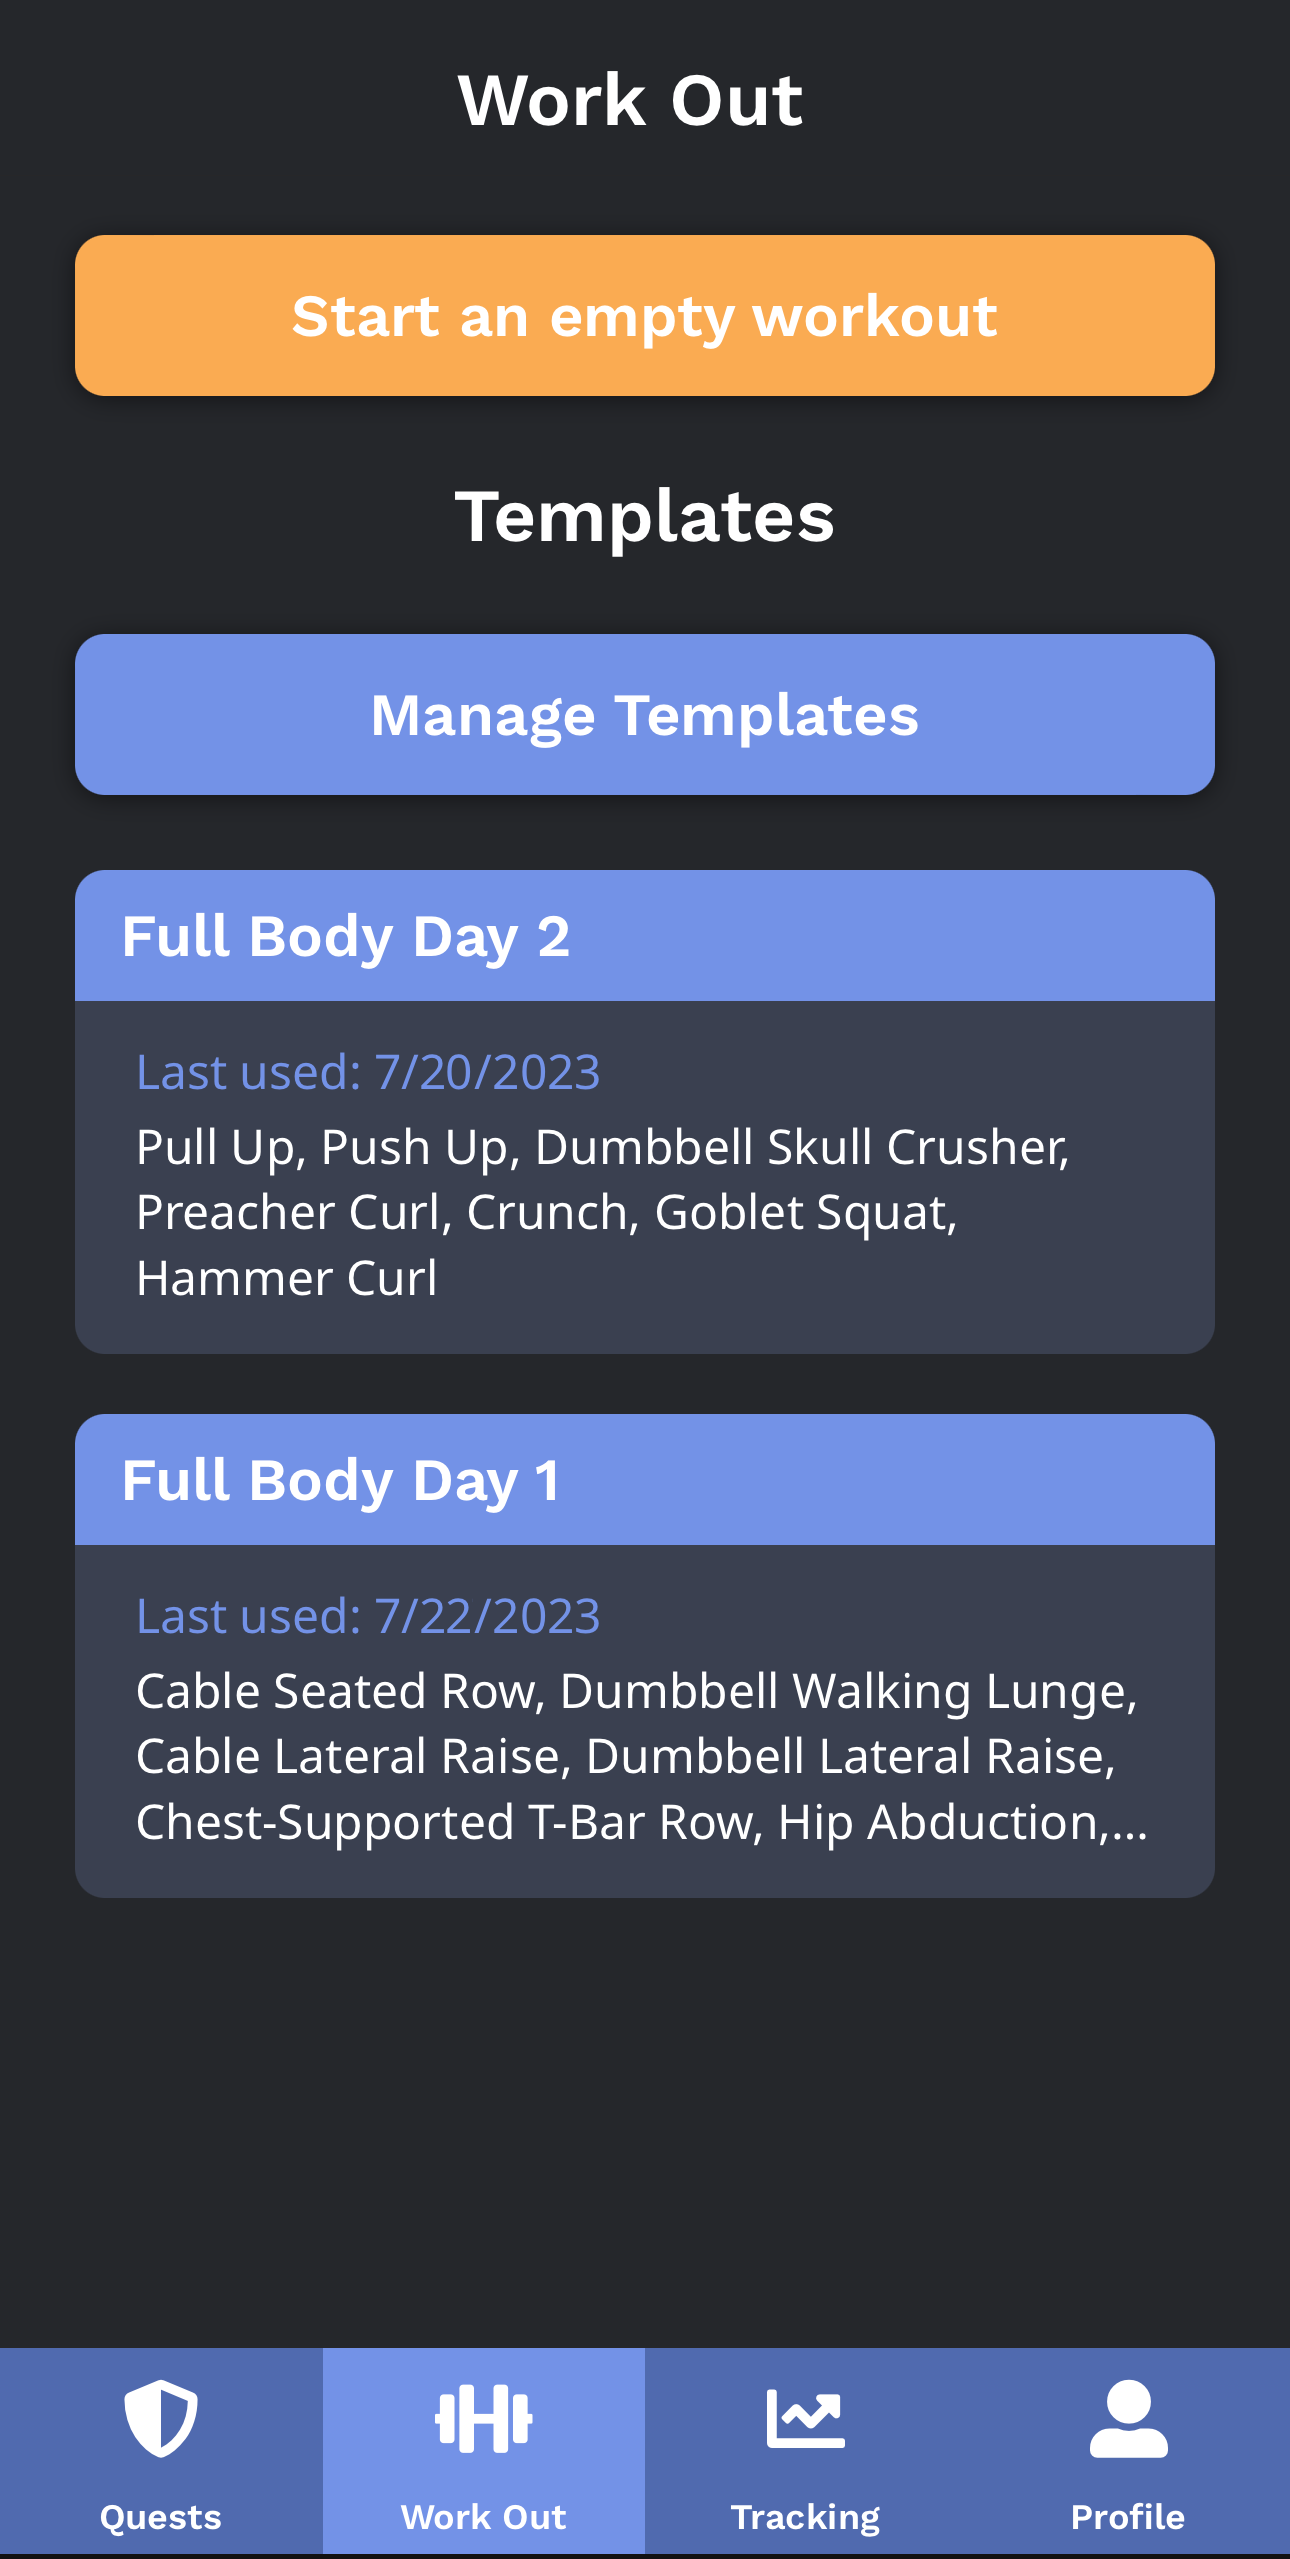 Work Out
Start an empty workout
Templates
Manage Templates
Full Body Day 2
Last used: 7/20/2023
Pull Up, Push Up, Dumbbell Skull Crusher,
Preacher Curl, Crunch, Goblet Squat,
Hammer Curl
Full Body Day 1
Last used: 7/22/2023
Cable Seated Row, Dumbbell Walking Lunge,
Cable Lateral Raise, Dumbbell Lateral Raise,
Chest-Supported T-Bar Row, Hip Abduction,...
Quests
Work Out
Tracking
Profile